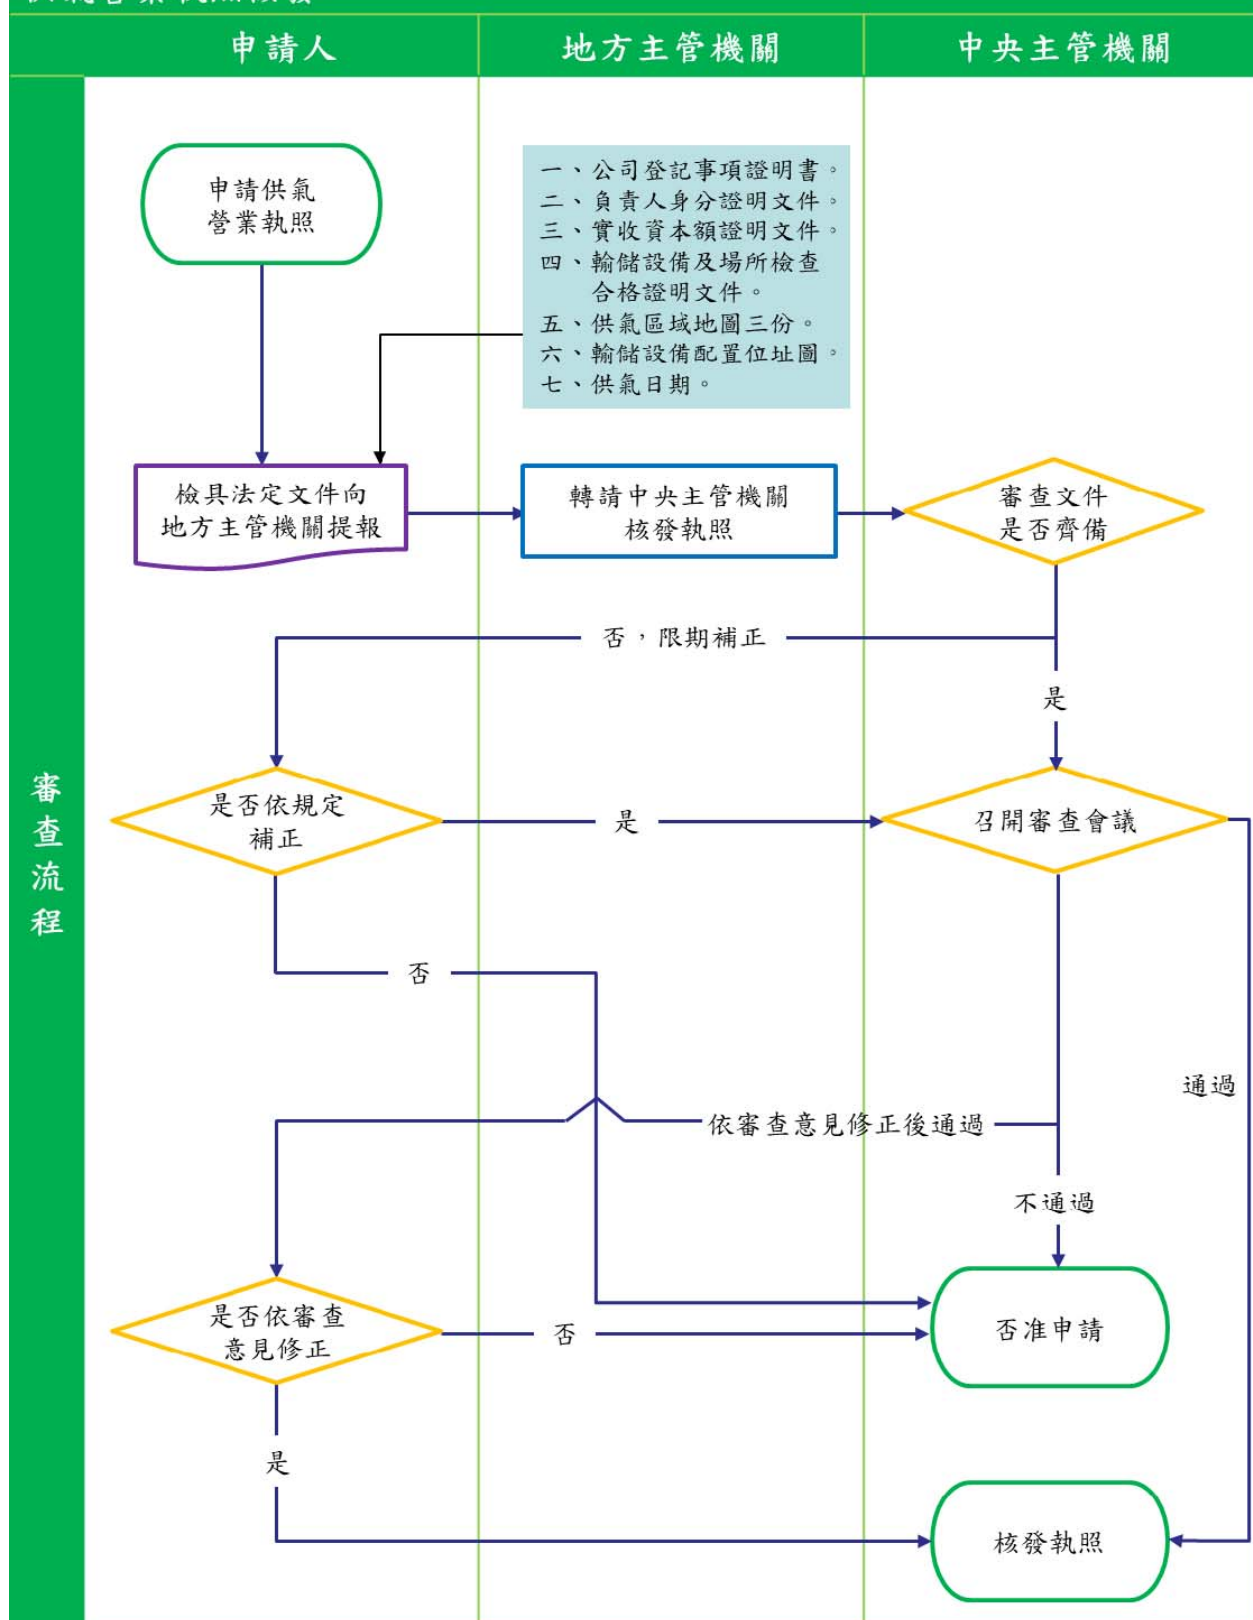 申請人
地方主管機關
中央主管機關
審查流程
申請供氣
營業執照
一、公司登記事項證明書。
二、負責人身分證明文件。
三、實收資本額證明文件。
四、輸儲設備及場所檢查
合格證明文件。
五、供氣區域地圖三份。
六、輸儲設備配置位址圖。
七、供氣日期。
檢具法定文件向
地方主管機關提報
轉請中央主管機關
核發執照
審查文件
是否齊備
否，限期補正
是
是否依規定
補正
是
召開審查會議
否
通過
依審查意見修正後通過
不通過
是否依審查
意見修正
否
否准申請
是
核發執照